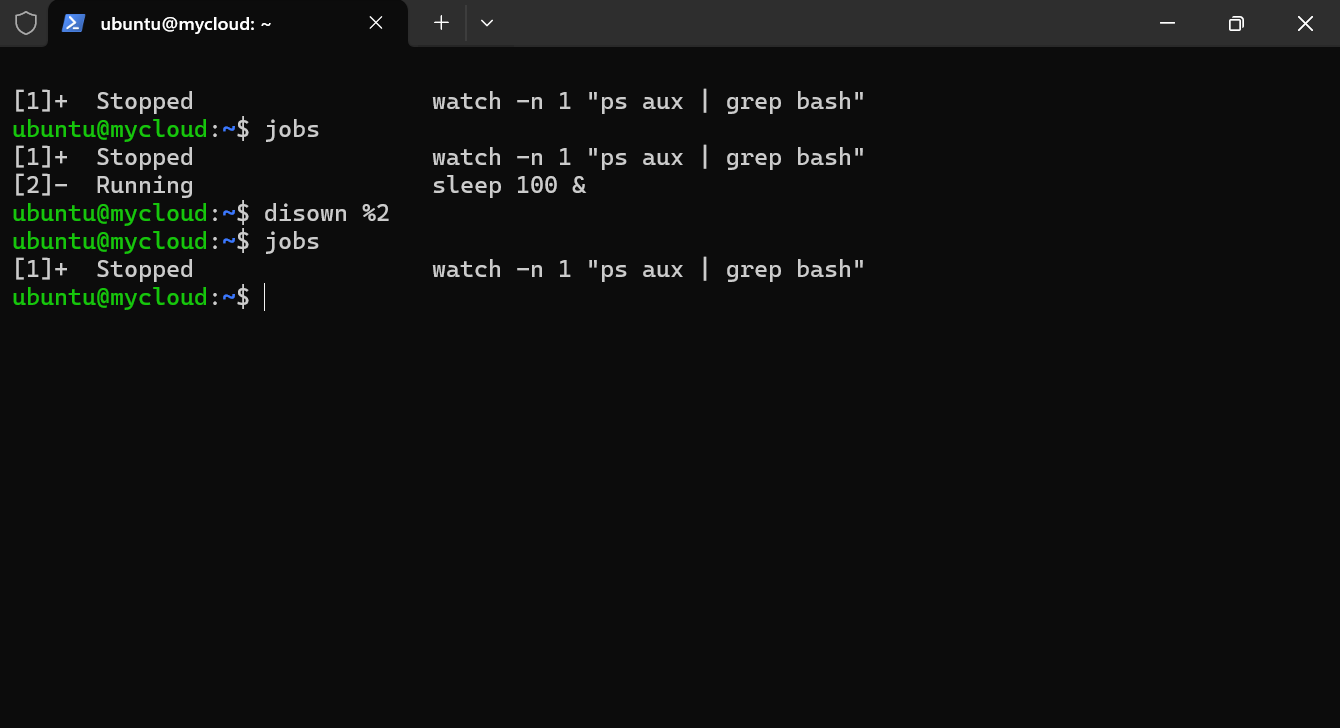 ubuntu@mycloud: ~
[1]+  Stopped                 watch -n 1 "ps aux | grep bash"
ubuntu@mycloud:~$ jobs
[1]+  Stopped                 watch -n 1 "ps aux | grep bash"
[2]-  Running                 sleep 100 &
ubuntu@mycloud:~$ disown %2
ubuntu@mycloud:~$ jobs
[1]+  Stopped                 watch -n 1 "ps aux | grep bash"
ubuntu@mycloud:~$